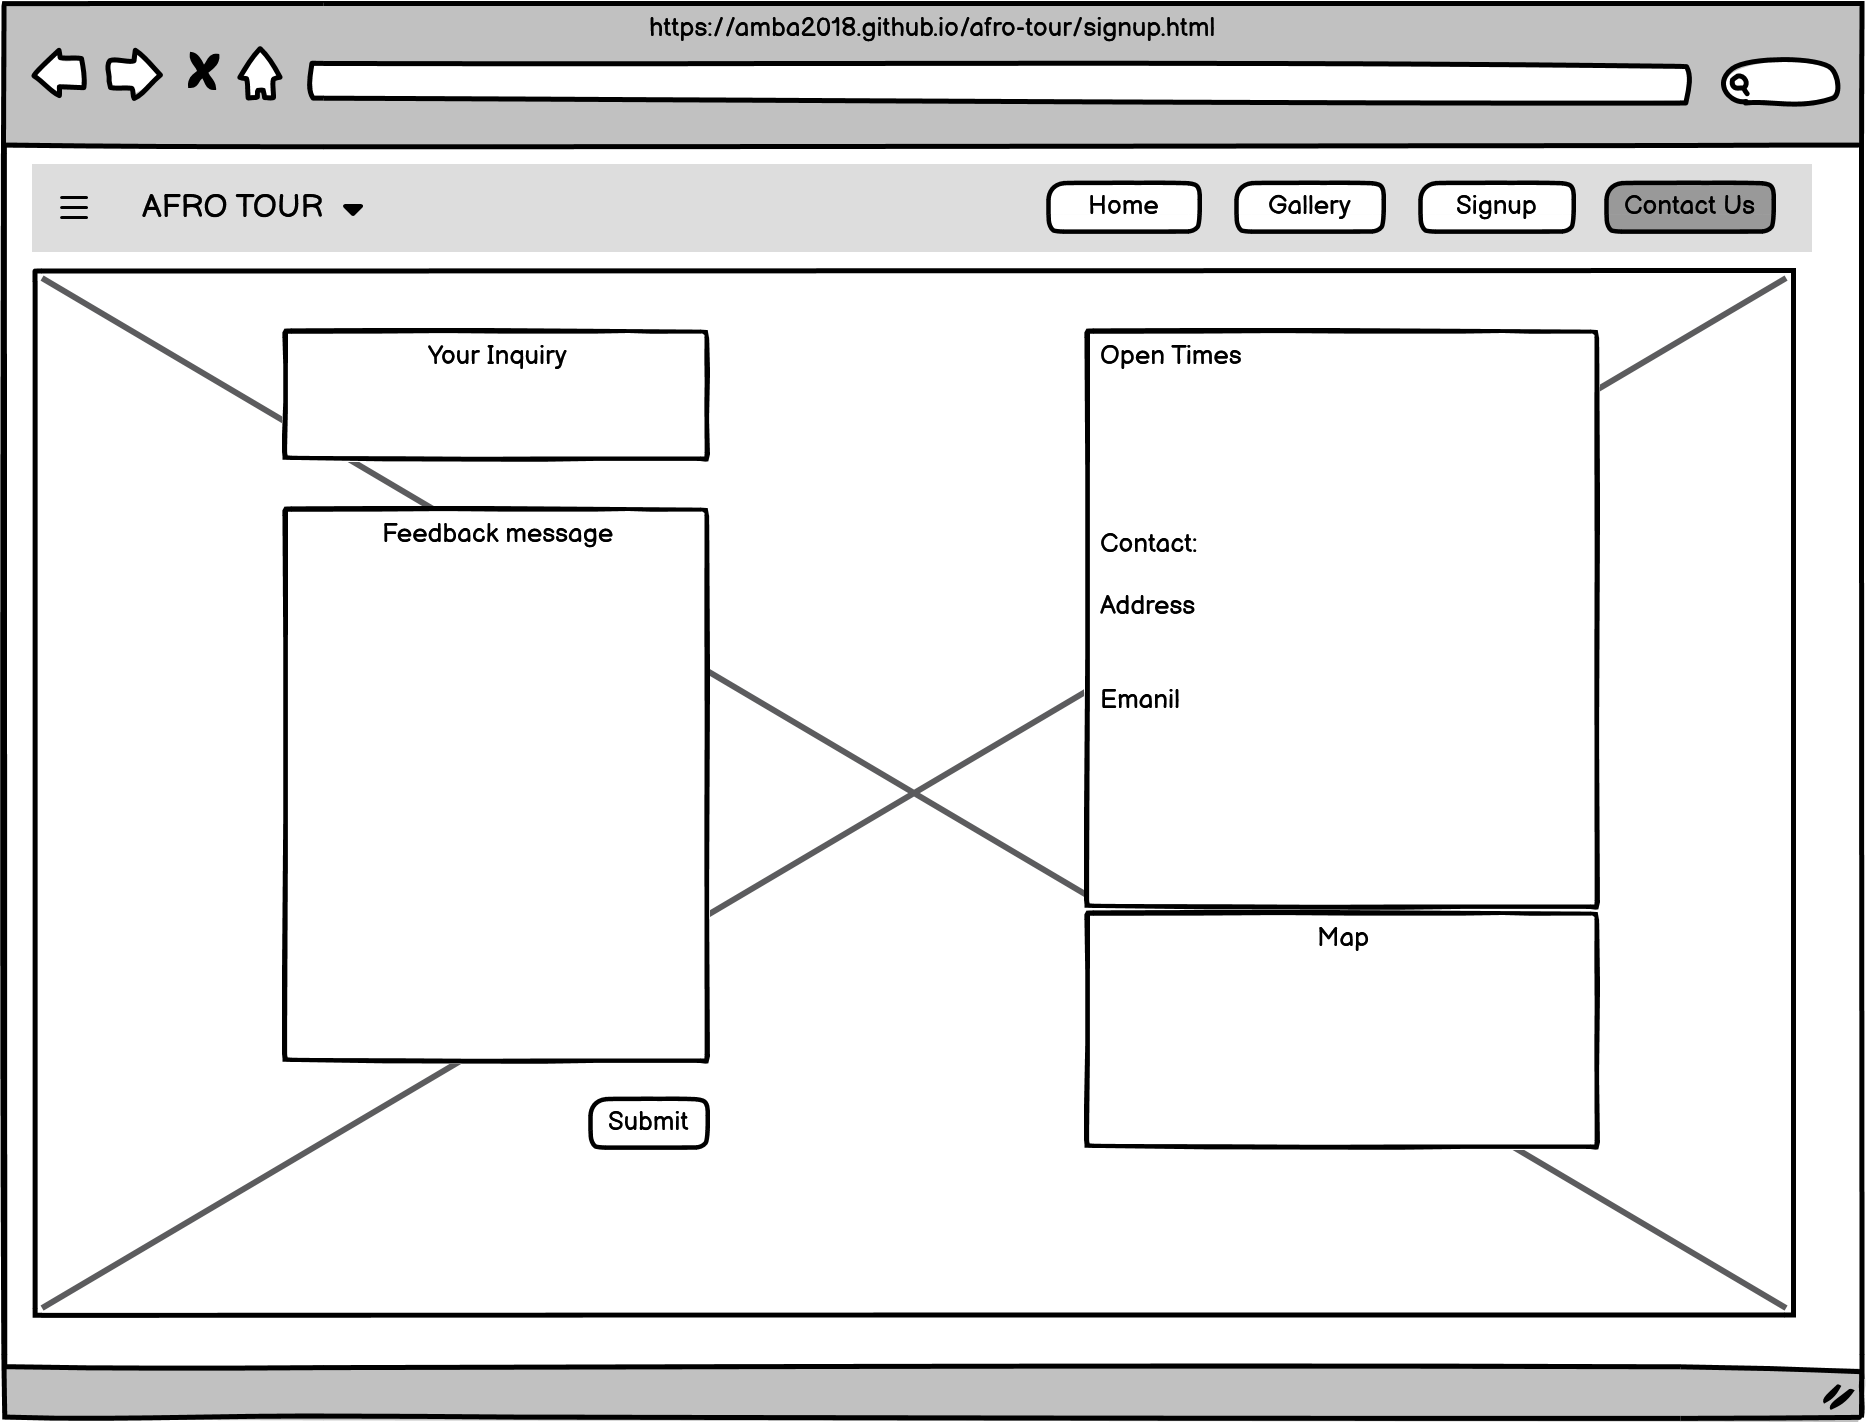 https://amba2018.github.io/afro-tour/signup.html
AFRO TOUR
Home
Gallery
Signup
Contact Us
Your Inquiry
Feedback message
Submit
Open Times
Contact:
Address
Emanil
Map